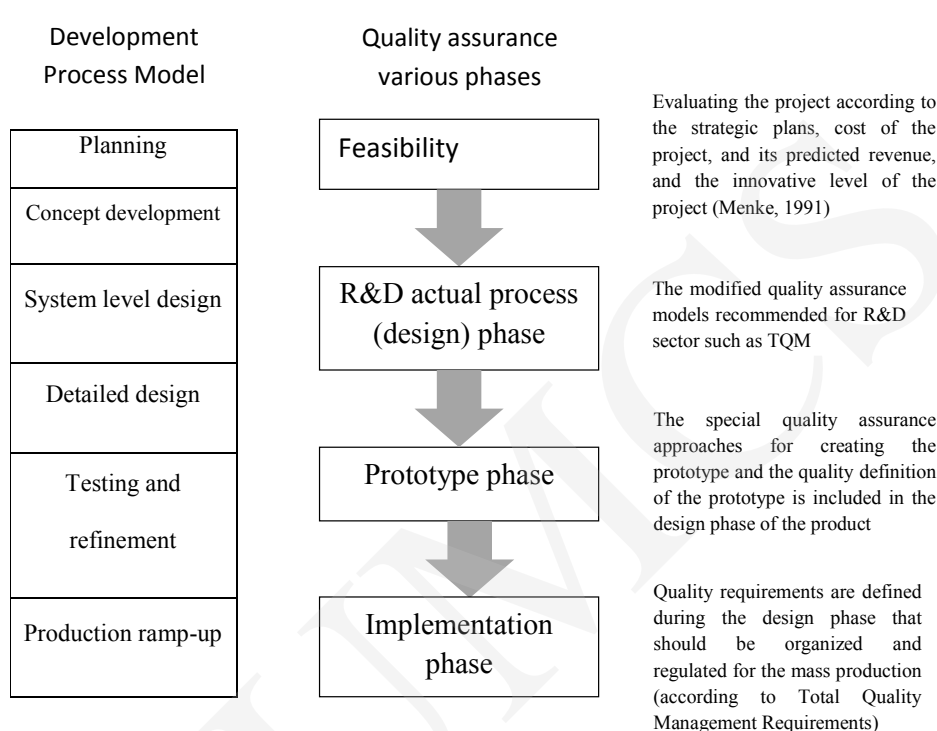 Development
Process Model
Planning
Concept development
System level design
Detailed design
Testing and
refinement
Production ramp-up
Quality assurance
various phases
Feasibility
R&D actual process
(design) phase
Prototype phase
Implementation
phase
Evaluating the project according to
the strategic plans, cost of the
project, and its predicted revenue,
and the innovative level of the
project (Menke, 1991)
The modified quality assurance
models recommended for R&D
sector such as TQM
The special quality assurance
approaches for creating the
prototype and the quality definition
of the prototype is included in the
design phase of the product
Quality requirements are defined
during the design phase that
should be organized and
regulated for the mass production
(according to Total Quality
Management Requirements)
UMCS